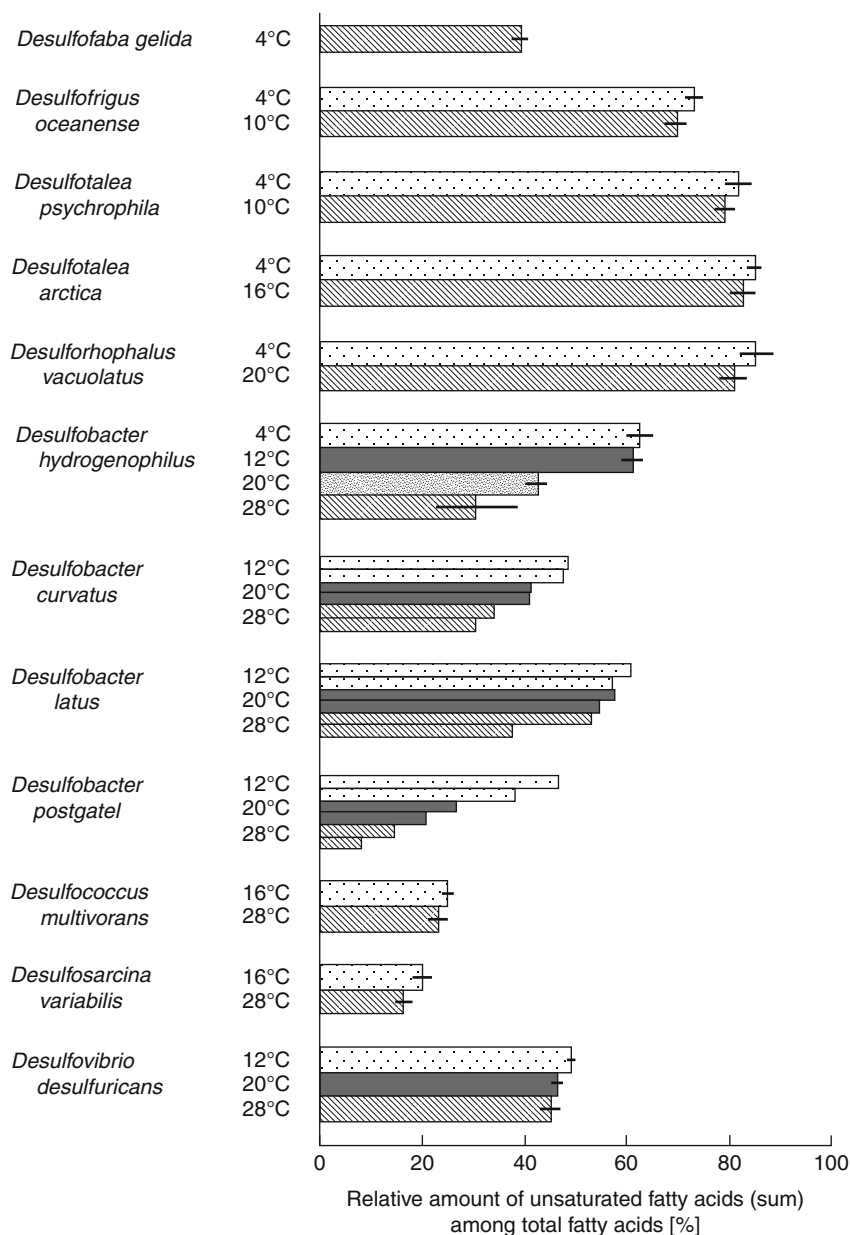 Desulfofaba gelida 4°C
Desulfofrigus 4°C
oceanense 10°C
Desulfotalea 4°C
psychrophila 10°C
Desulfotalea 4°C
arctica 16°C
Desulforhophalus 4°C
vacuolatus 20°C
Desulfobacter 4°C
hydrogenophilus 12°C
20°C
28°C
Desulfobacter 12°C
curvatus 20°C
28°C
Desulfobacter 12°C
latus 20°C
28°C
Desulfobacter 12°C
postgatel 20°C
28°C
Desulfococcus 16°C
multivorans 28°C
Desulfosarcina 16°C
variabilis 28°C
Desulfovibrio 12°C
desulfuricans 20°C
28°C
0 20 40 60 80 100
Relative amount of unsaturated fatty acids (sum)
among total fatty acids [%]